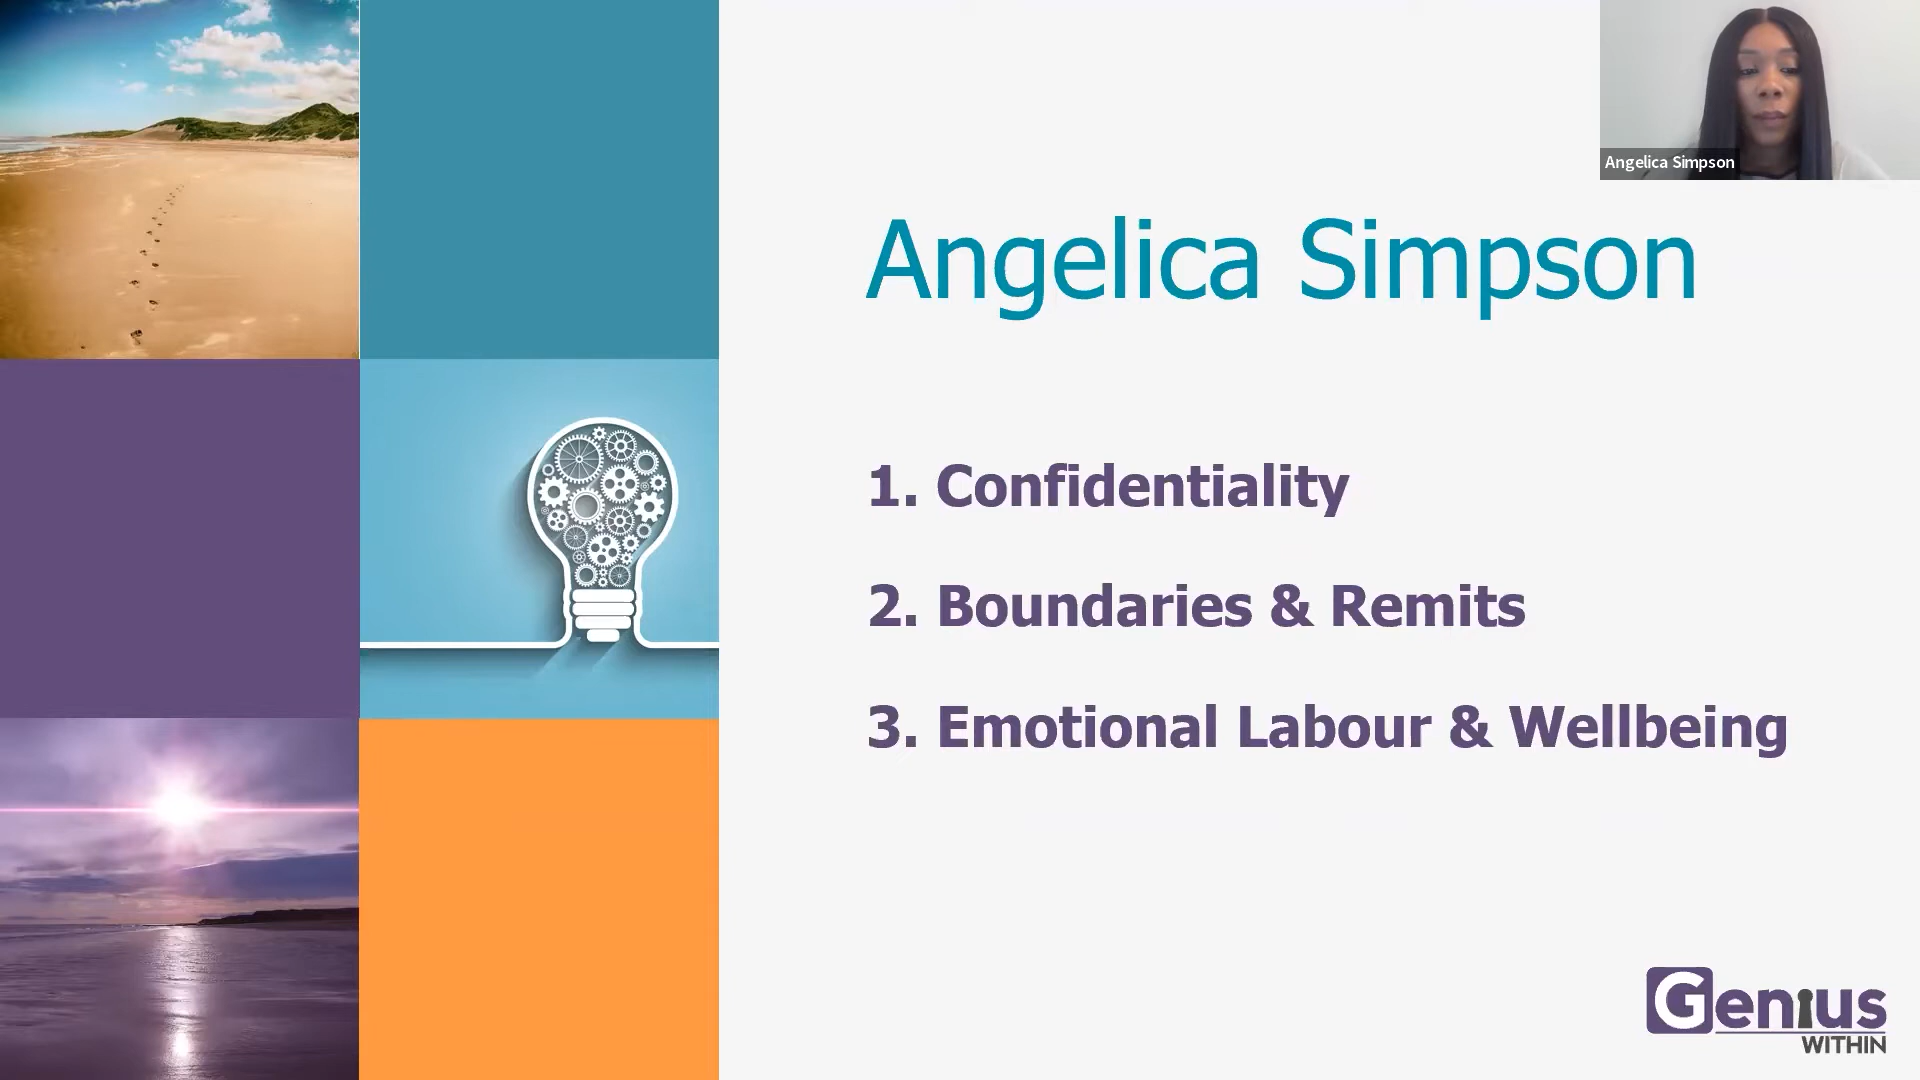 Angelica Simpson
Angelica Simpson
1. Confidentiality
2. Boundaries & Remits
3. Emotional Labour & Wellbeing
Genius
WITHIN